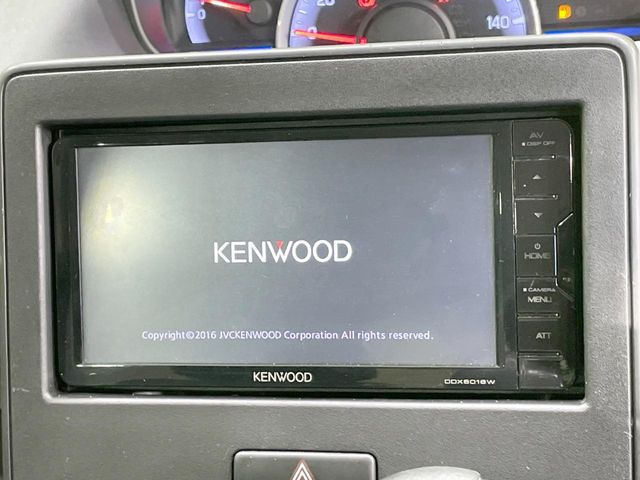 0
0
20
140
AV
DISP OFF
KENWOOD
HOME
CAMERA
MENU
Copyright©2016 JVCKENWOOD Corporation All rights reserved.
ATT
KENWOOD
DDX6016W